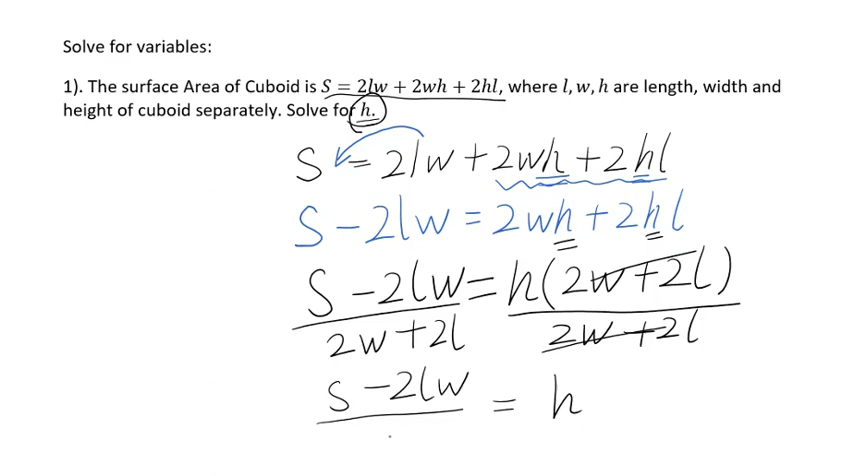 Solve for variables:
1). The surface Area of Cuboid is S = 2lw + 2wh + 2hl, where l, w, h are length, width and
height of cuboid separately. Solve for h.
S = 2lw + 2wh + 2hl
S - 2lw = 2wh + 2hl
S - 2lw = h(2w + 2l)
2w + 2l 2w + 2l
S - 2lw = h